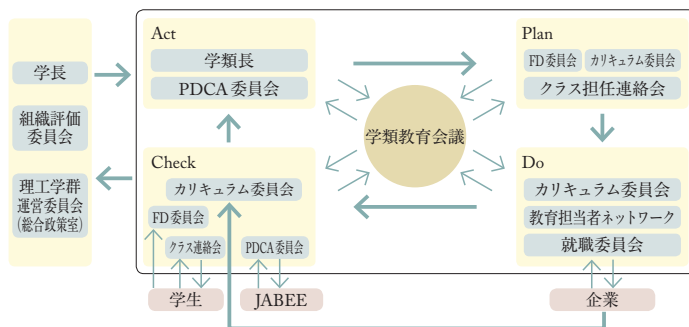 学長
組織評価
委員会
理工学群
運営委員会
(総合政策室)
Act
学類長
PDCA 委員会
Plan
FD委員会
カリキュラム委員会
クラス担任連絡会
学類教育会議
Check
カリキュラム委員会
FD委員会
クラス連絡会
PDCA委員会
Do
カリキュラム委員会
教育担当者ネットワーク
就職委員会
学生
JABEE
企業